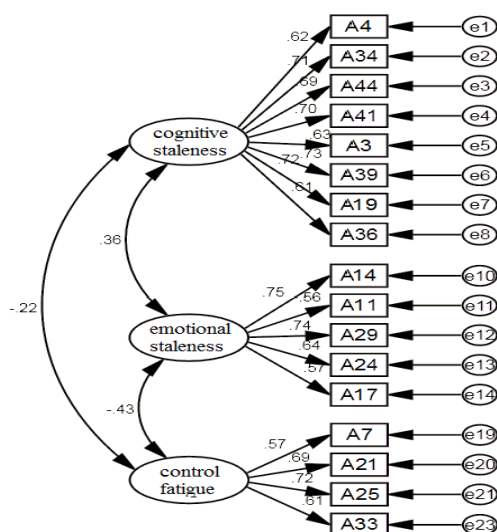 A4
e1
.62
A34
e2
.71
A44
e3
.69
A41
e4
.70
cognitive
staleness
A3
e5
.63
A39
e6
.72
.73
A19
e7
.61
A36
e8
.36
A14
e10
.75
A11
e11
.56
-.22
emotional
staleness
A29
e12
.74
A24
e13
.64
A17
e14
.57
-.43
A7
e19
.57
A21
e20
.69
control
fatigue
A25
e21
.72
A33
e23
.61